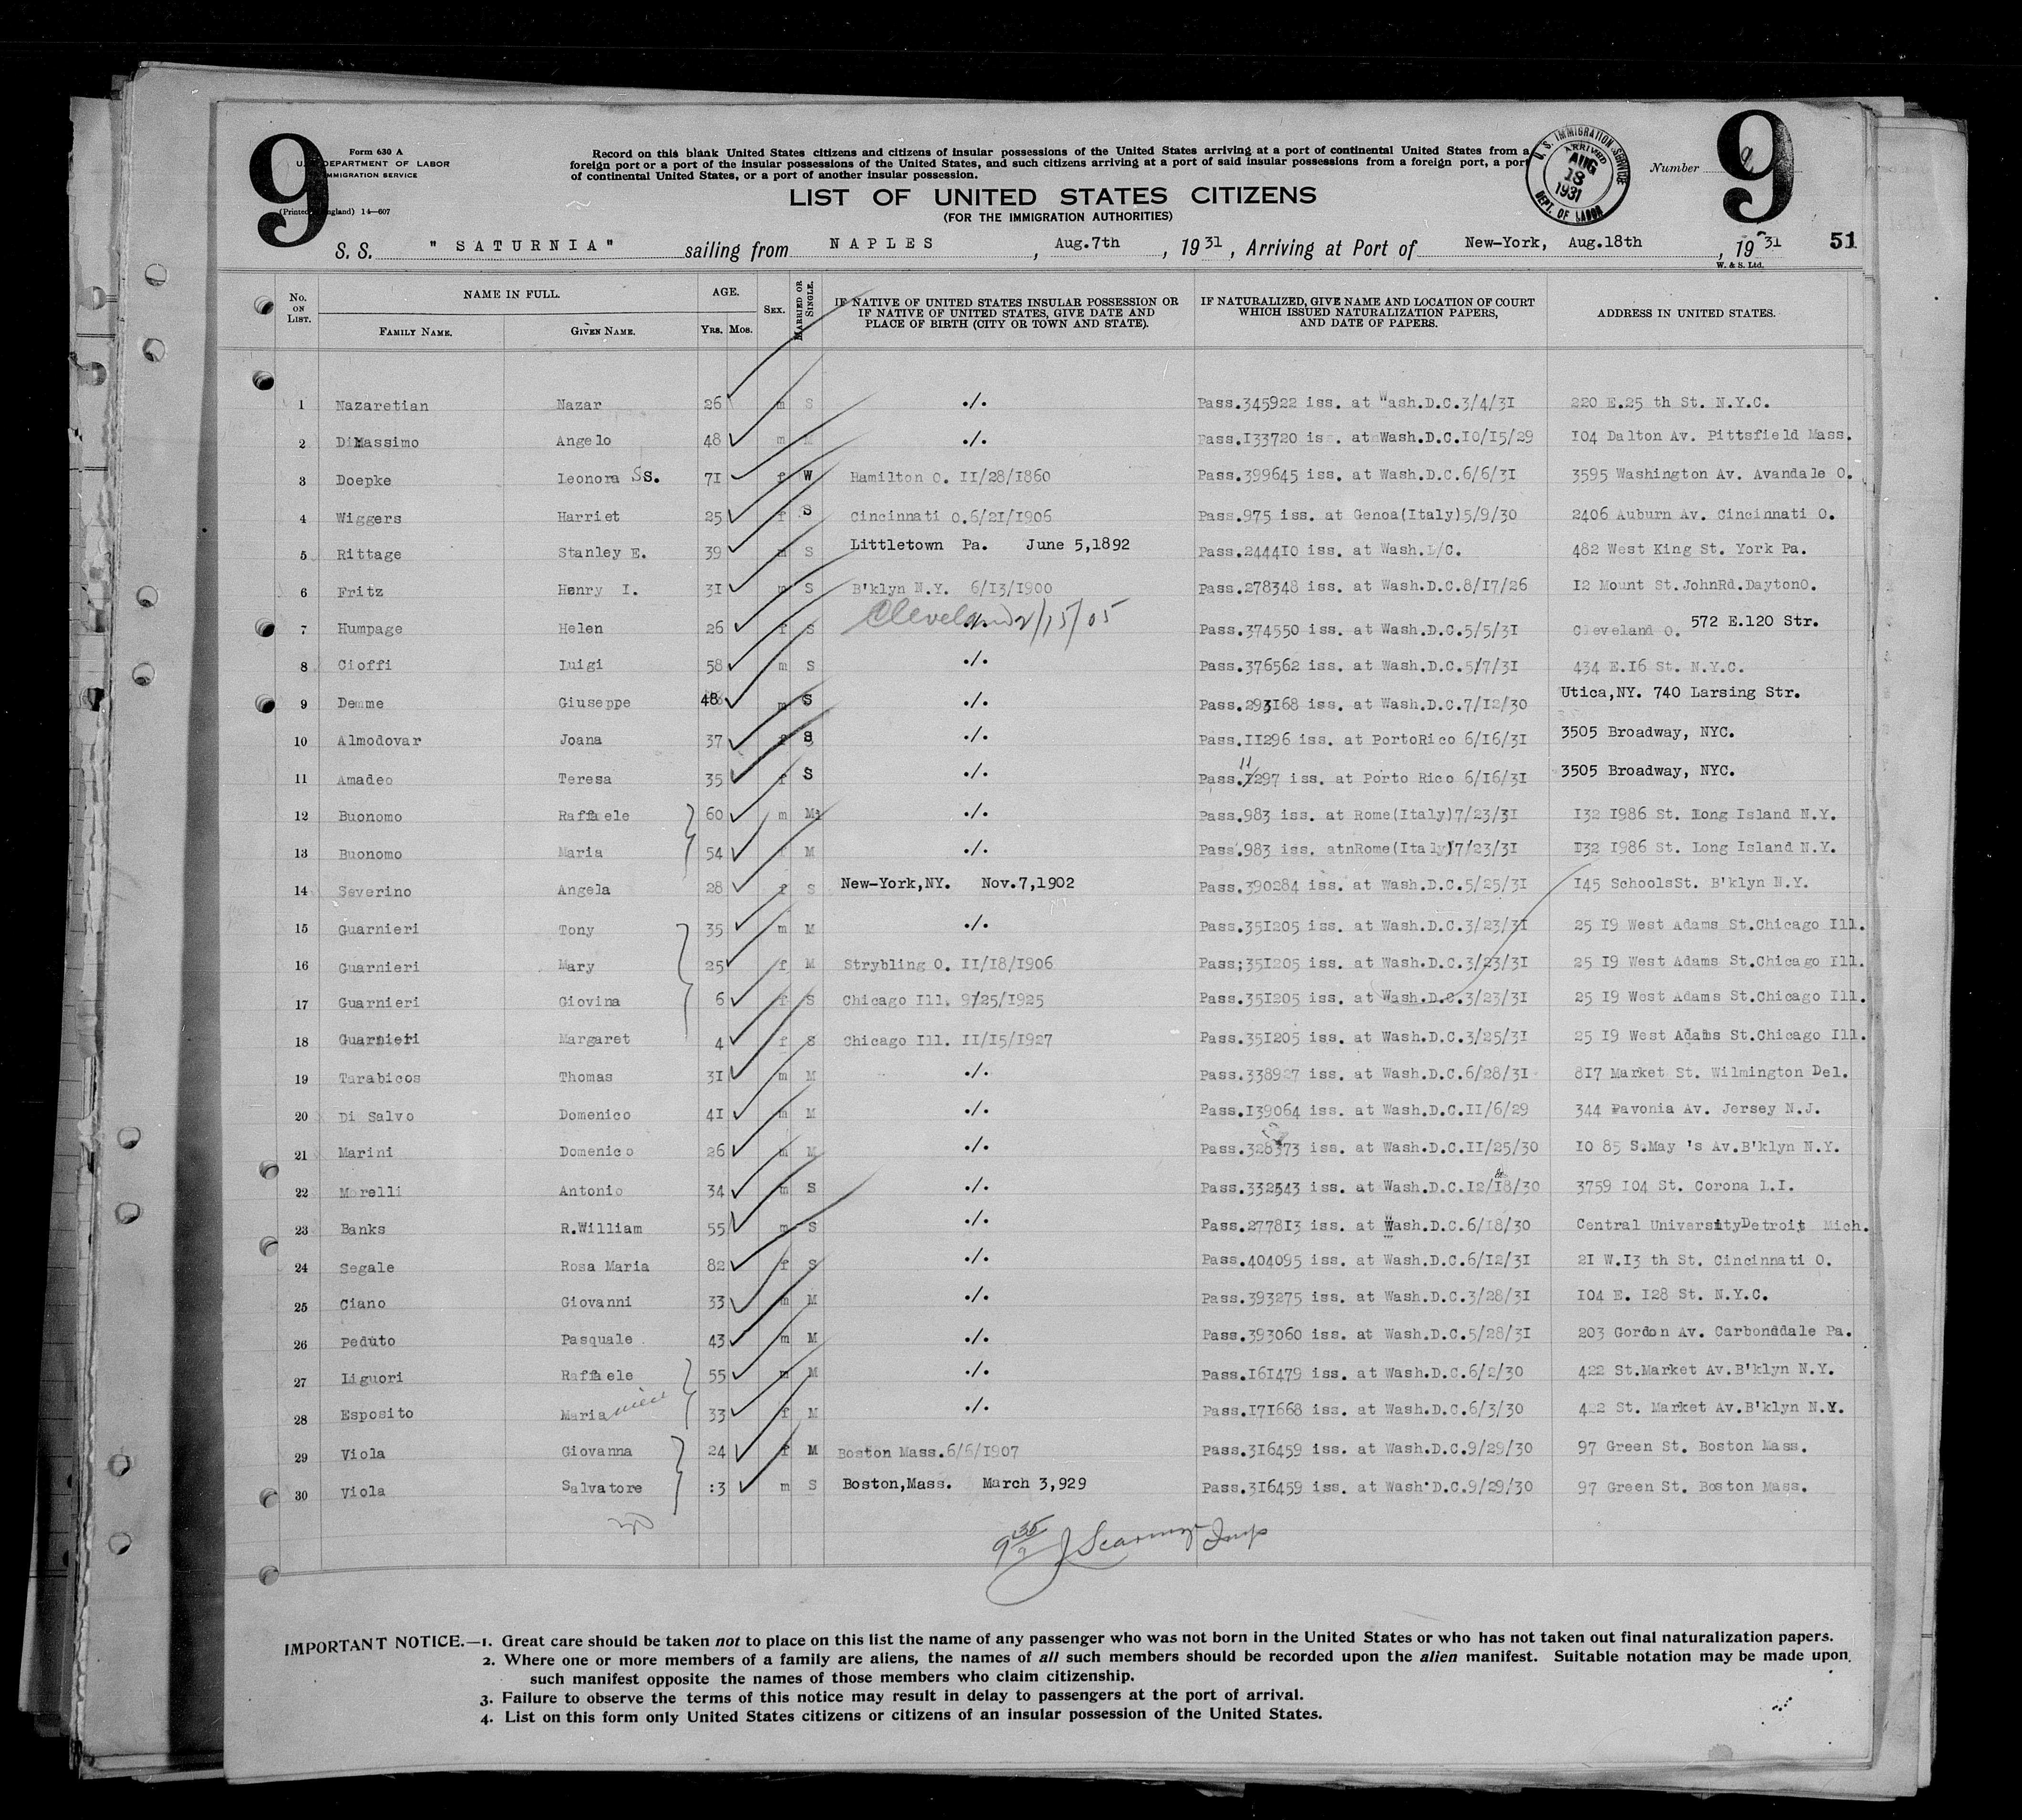 9
Form 630 A
U.S. DEPARTMENT OF LABOR
IMMIGRATION SERVICE
(Printed in England) 14—607
Record on this blank United States citizens and citizens of insular possessions of the United States arriving at a port of continental United States from a
foreign port or a port of the insular possessions of the United States, and such citizens arriving at a port of said insular possessions from a foreign port, a port
of continental United States, or a port of another insular possession.
LIST OF UNITED STATES CITIZENS
(FOR THE IMMIGRATION AUTHORITIES)
U. S. IMMIGRATION SERVICE
ARRIVED
AUG
18
1931
DEPT. OF LABOR
Number 9
9
S. S. "SATURNIA" sailing from NAPLES, Aug.7th, 1931, Arriving at Port of New-York, Aug.18th, 1931 51
W. & S. Ltd.
No. ON LIST. NAME IN FULL. AGE. SEX. MARRIED OR SINGLE. IF NATIVE OF UNITED STATES INSULAR POSSESSION OR IF NATIVE OF UNITED STATES, GIVE DATE AND PLACE OF BIRTH (CITY OR TOWN AND STATE). IF NATURALIZED, GIVE NAME AND LOCATION OF COURT WHICH ISSUED NATURALIZATION PAPERS, AND DATE OF PAPERS. ADDRESS IN UNITED STATES.
FAMILY NAME. GIVEN NAME. YRS. MOS.
1 Nazaretian Nazar 26 m S ./. Pass.345922 iss. at Wash.D.C.3/4/31 220 E.25 th St. N.Y.C.
2 DiMassimo Angelo 48 m M ./. Pass.133720 iss. atnWash.D.C.10/15/29 104 Dalton Av. Pittsfield Mass.
3 Doepke Leonora SS. 71 f W Hamilton O. 11/28/1860 Pass.399645 iss. at Wash.D.C.6/6/31 3595 Washington Av. Avandale O.
4 Wiggers Harriet 25 f S Cincinnati O.6/21/1906 Pass.975 iss. at Genoa(Italy)5/9/30 2406 Auburn Av. Cincinnati O.
5 Rittage Stanley E. 39 m S Littletown Pa. June 5,1892 Pass.244410 iss. at Wash.D/C. 482 West King St. York Pa.
6 Fritz Henry I. 31 m S B'klyn N.Y. 6/13/1900 Pass.278348 iss. at Wash.D.C.8/17/26 12 Mount St.JohnRd.DaytonO.
7 Humpage Helen 26 f S Cleveland 2/15/05 Pass.374550 iss. at Wash.D.C.5/5/31 Cleveland O. 572 E.120 Str.
8 Cioffi Luigi 58 m S ./. Pass.376562 iss. at Wash.D.C.5/7/31 434 E.16 St. N.Y.C.
9 Demme Giuseppe 48 m S ./. Pass.293168 iss. at Wash.D.C.7/12/30 Utica,NY. 740 Larsing Str.
10 Almodovar Joana 37 f S ./. Pass.11296 iss. at PortoRico 6/16/31 3505 Broadway, NYC.
11 Amadeo Teresa 35 f S ./. Pass.11297 iss. at Porto Rico 6/16/31 3505 Broadway, NYC.
12 Buonomo Raffaele 60 m M ./. Pass.983 iss. at Rome(Italy)7/23/31 132 1986 St. Long Island N.Y.
13 Buonomo Maria 54 f M ./. Pass.983 iss. atnRome(Italy)7/23/31 132 1986 St. Long Island N.Y.
14 Severino Angela 28 f S New-York,NY. Nov.7,1902 Pass.390284 iss. at Wash.D.C.5/25/31 145 SchoolsSt. B'klyn N.Y.
15 Guarnieri Tony 35 m M ./. Pass.351205 iss. at Wash.D.C.3/23/31 25 19 West Adams St.Chicago Ill.
16 Guarnieri Mary 25 f M Strybling O. 11/18/1906 Pass;351205 iss. at Wash.D.C.3/23/31 25 19 West Adams St.Chicago Ill.
17 Guarnieri Giovina 6 f S Chicago Ill. 9/25/1925 Pass.351205 iss. at Wash.D.C.3/23/31 25 19 West Adams St.Chicago Ill.
18 Guarnieri Margaret 4 f S Chicago Ill. 11/15/1927 Pass.351205 iss. at Wash.D.C.3/25/31 25 19 West Adams St.Chicago Ill.
19 Tarabicos Thomas 31 m M ./. Pass.338927 iss. at Wash.D.C.6/28/31 817 Market St. Wilmington Del.
20 Di Salvo Domenico 41 m M ./. Pass.139064 iss. at Wash.D.C.11/6/29 344 Pavonia Av. Jersey N.J.
21 Marini Domenico 26 m M ./. Pass.328373 iss. at Wash.D.C.11/25/30 10 85 S.May 's Av.B'klyn N.Y.
22 Morelli Antonio 34 m S ./. Pass.332543 iss. at Wash.D.C.12/18/30 3759 104 St. Corona L.I.
23 Banks R.William 55 m S ./. Pass.277813 iss. at Wash.D.C.6/18/30 Central UniversityDetroit Mich.
24 Segale Rosa Maria 82 f S ./. Pass.404095 iss. at Wash.D.C.6/12/31 21 W.13 th St. Cincinnati O.
25 Ciano Giovanni 33 m M ./. Pass.393275 iss. at Wash.D.C.3/28/31 104 E. 128 St. N.Y.C.
26 Peduto Pasquale 43 m M ./. Pass.393060 iss. at Wash.D.C.5/28/31 203 Gordon Av. Carbonddale Pa.
27 Liguori Raffaele 55 m M ./. Pass.161479 iss. at Wash.D.C.6/2/30 422 St.Market Av.B'klyn N.Y.
28 Esposito Maria niece 33 f M ./. Pass.171668 iss. at Wash.D.C.6/3/30 422 St. Market Av.B'klyn N.Y.
29 Viola Giovanna 24 f M Boston Mass.6/6/1907 Pass.316459 iss. at Wash.D.C.9/29/30 97 Green St. Boston Mass.
30 Viola Salvatore :3 m S Boston,Mass. March 3,929 Pass.316459 iss. at Wash.D.C.9/29/30 97 Green St. Boston Mass.
IMPORTANT NOTICE.—1. Great care should be taken not to place on this list the name of any passenger who was not born in the United States or who has not taken out final naturalization papers.
2. Where one or more members of a family are aliens, the names of all such members should be recorded upon the alien manifest. Suitable notation may be made upon
such manifest opposite the names of those members who claim citizenship.
3. Failure to observe the terms of this notice may result in delay to passengers at the port of arrival.
4. List on this form only United States citizens or citizens of an insular possession of the United States.